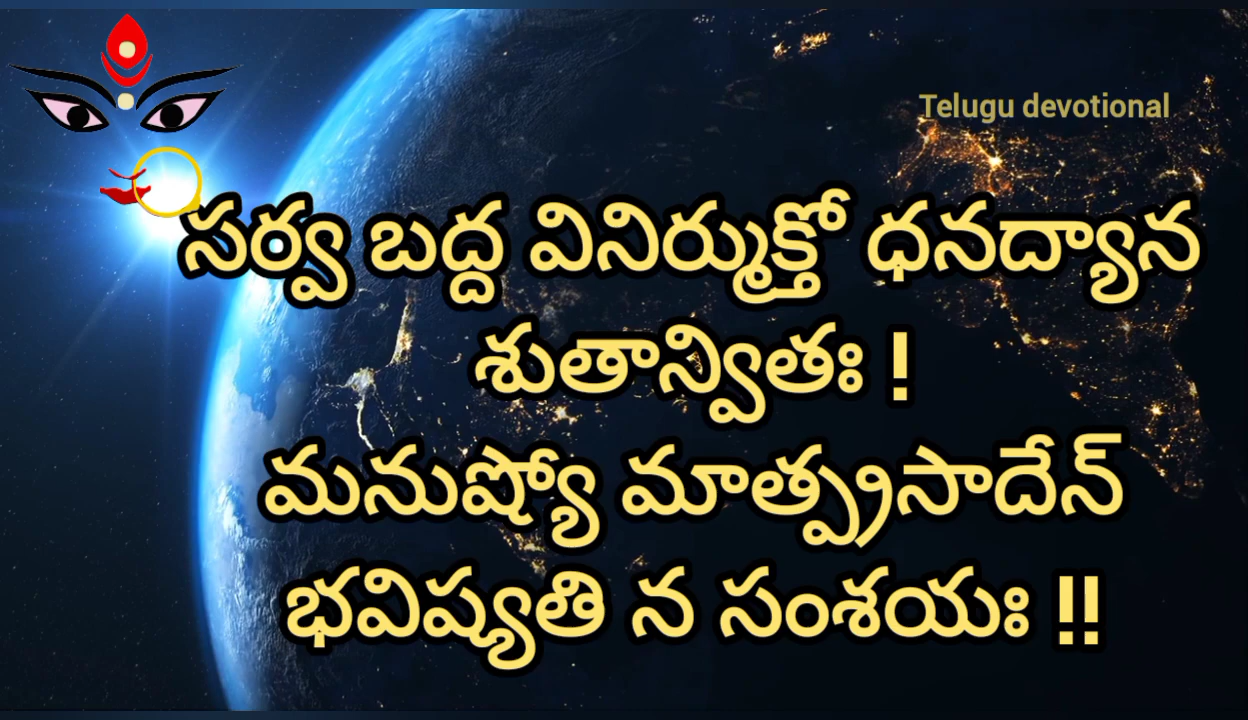 Telugu devotional
సర్వ బద్ద వినిర్ముక్తో ధనద్యాన
శుతాన్వితః !
మనుష్యో మాత్ప్రసాదేన్
భవిష్యతి న సంశయః !!